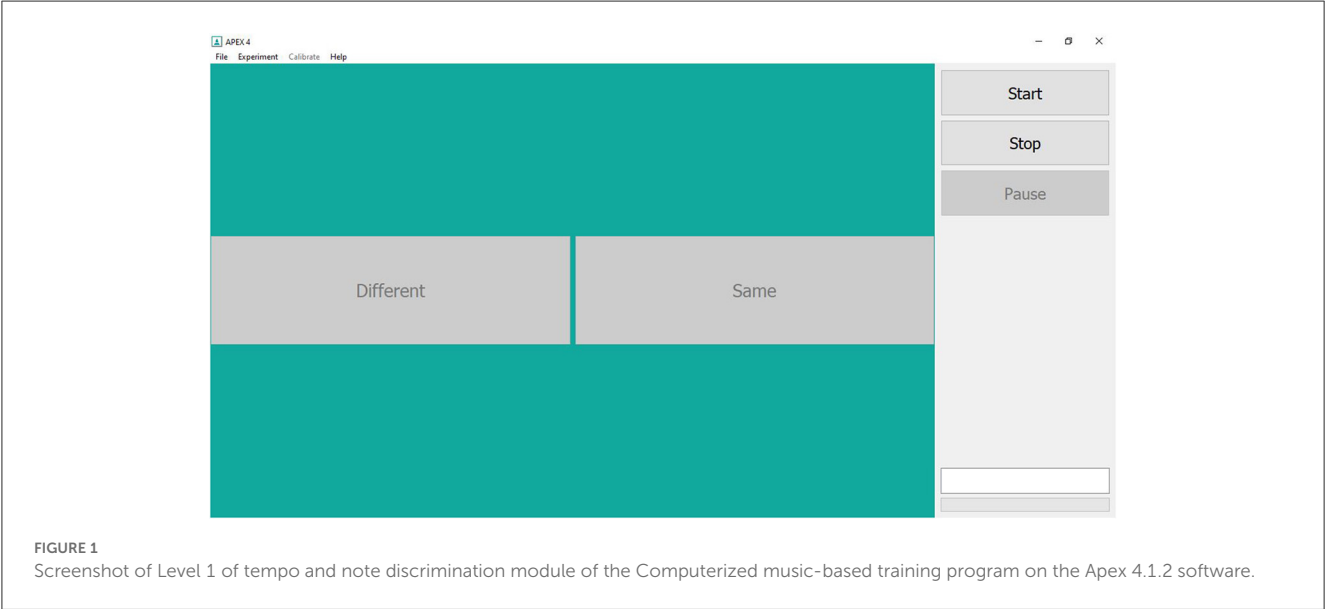 APEX 4
File Experiment Calibrate Help
Start
Stop
Pause
Different Same
FIGURE 1
Screenshot of Level 1 of tempo and note discrimination module of the Computerized music-based training program on the Apex 4.1.2 software.